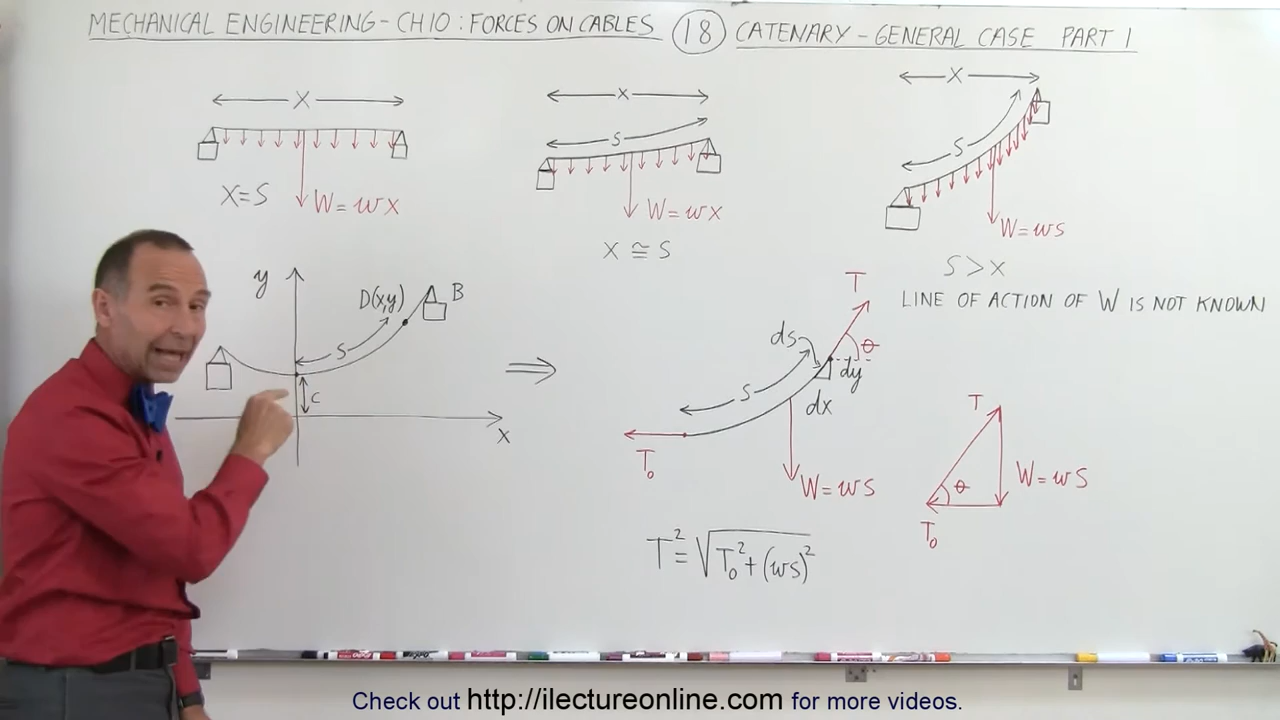 MECHANICAL ENGINEERING - CH 10 : FORCES ON CABLES (18) CATENARY - GENERAL CASE PART 1
X
X = S
W = wX
X
S
W = wX
X ≅ S
X
S
W = wS
S > X
LINE OF ACTION OF W IS NOT KNOWN
y
D(x,y)
B
S
C
X
⇒
T
θ
ds
dy
dx
S
T₀
W = wS
T
θ
W = wS
T₀
T² = √(T₀² + (wS)²)
Check out http://ilectureonline.com for more videos.